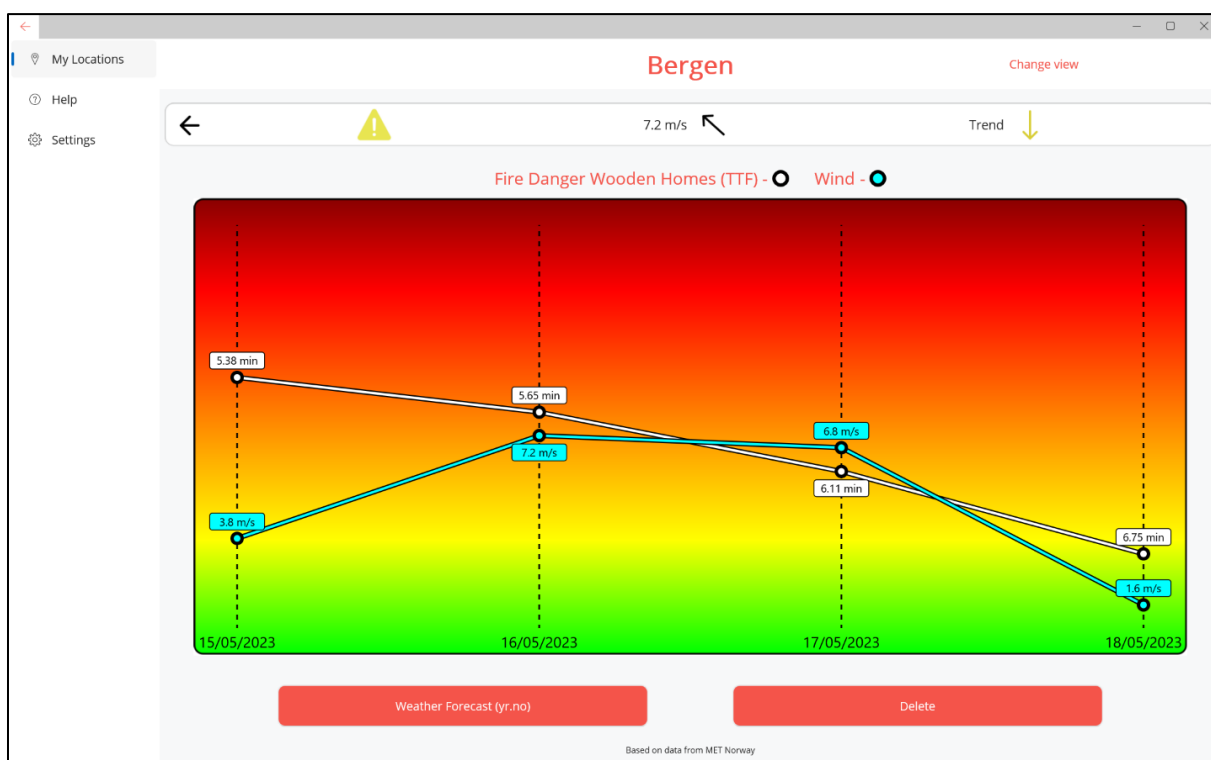 My Locations
Help
Settings
Bergen
Change view
7.2 m/s
Trend
Fire Danger Wooden Homes (TTF) -
Wind -
5.38 min
5.65 min
6.8 m/s
7.2 m/s
6.11 min
3.8 m/s
6.75 min
1.6 m/s
15/05/2023
16/05/2023
17/05/2023
18/05/2023
Weather Forecast (yr.no)
Delete
Based on data from MET Norway